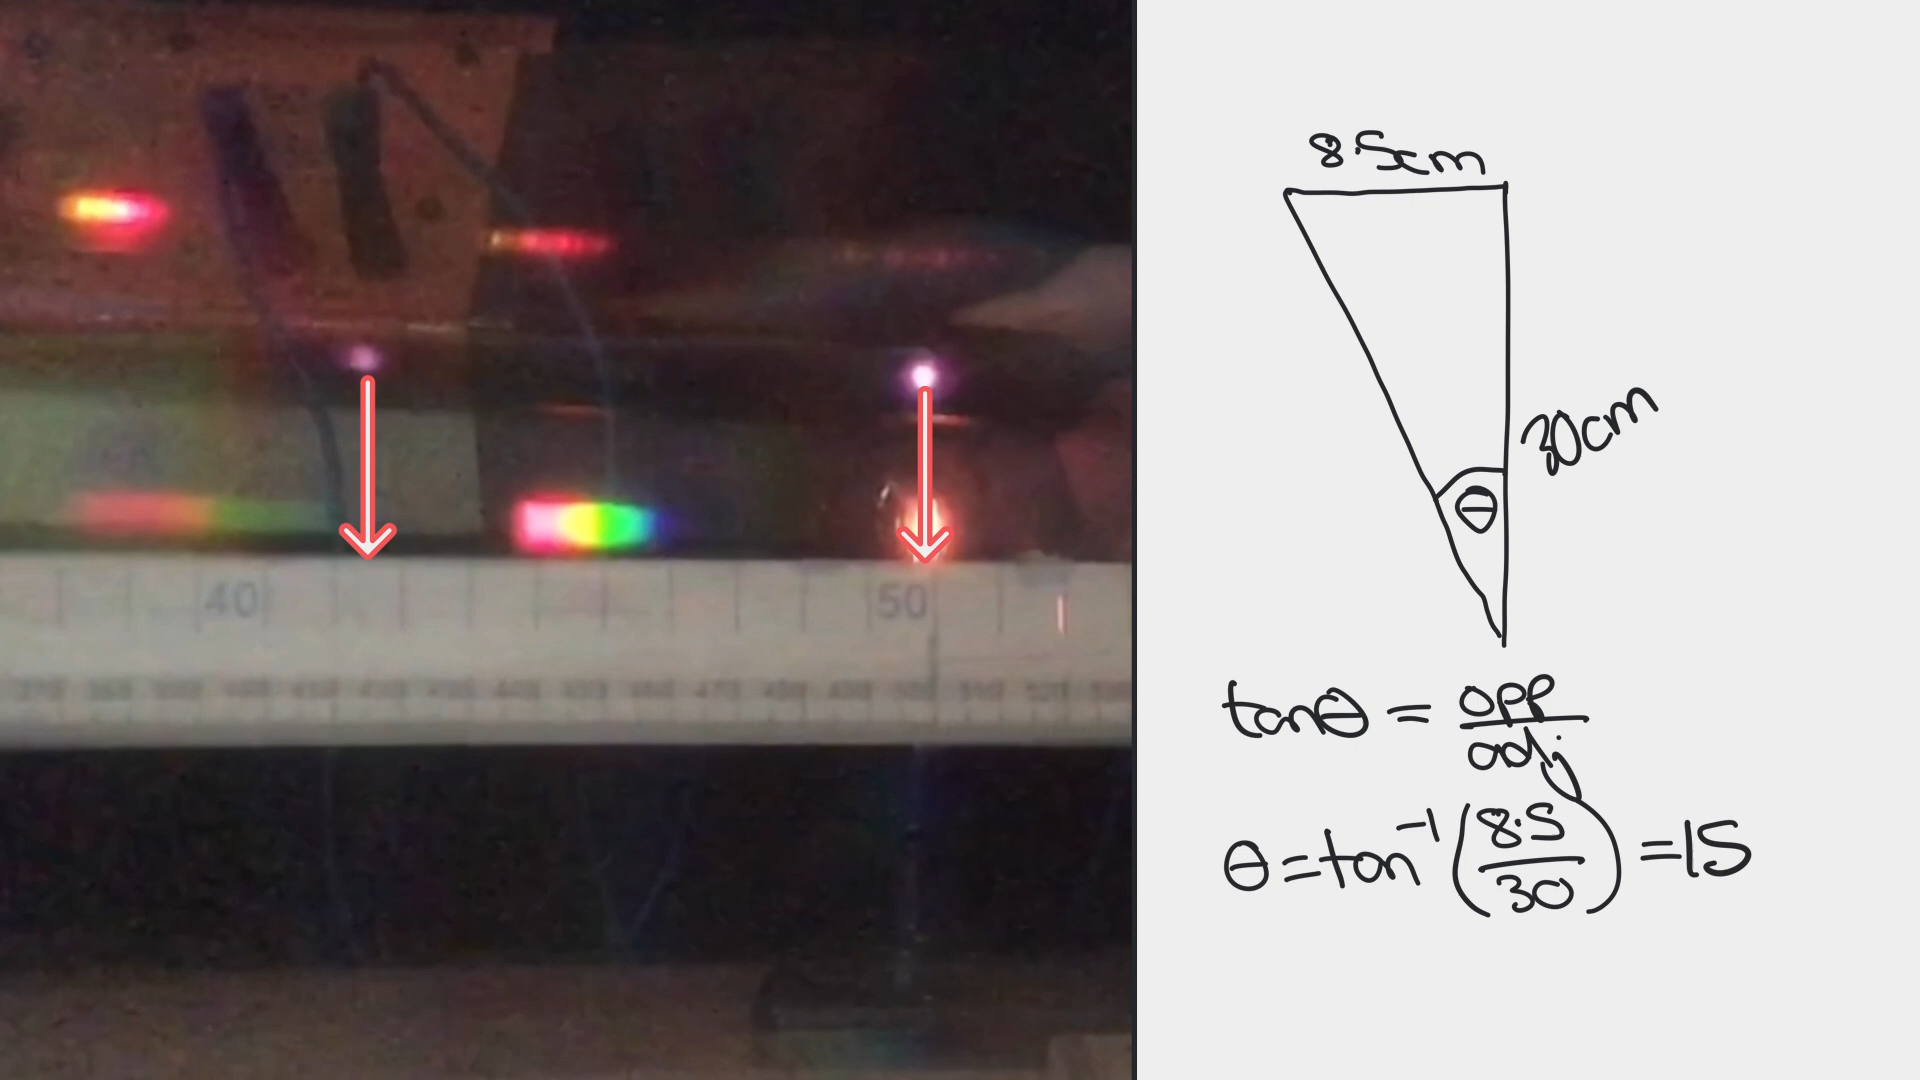 40 50
8.5cm
30cm
θ
tanθ = opp/adj
θ = tan⁻¹(8.5/30) = 15